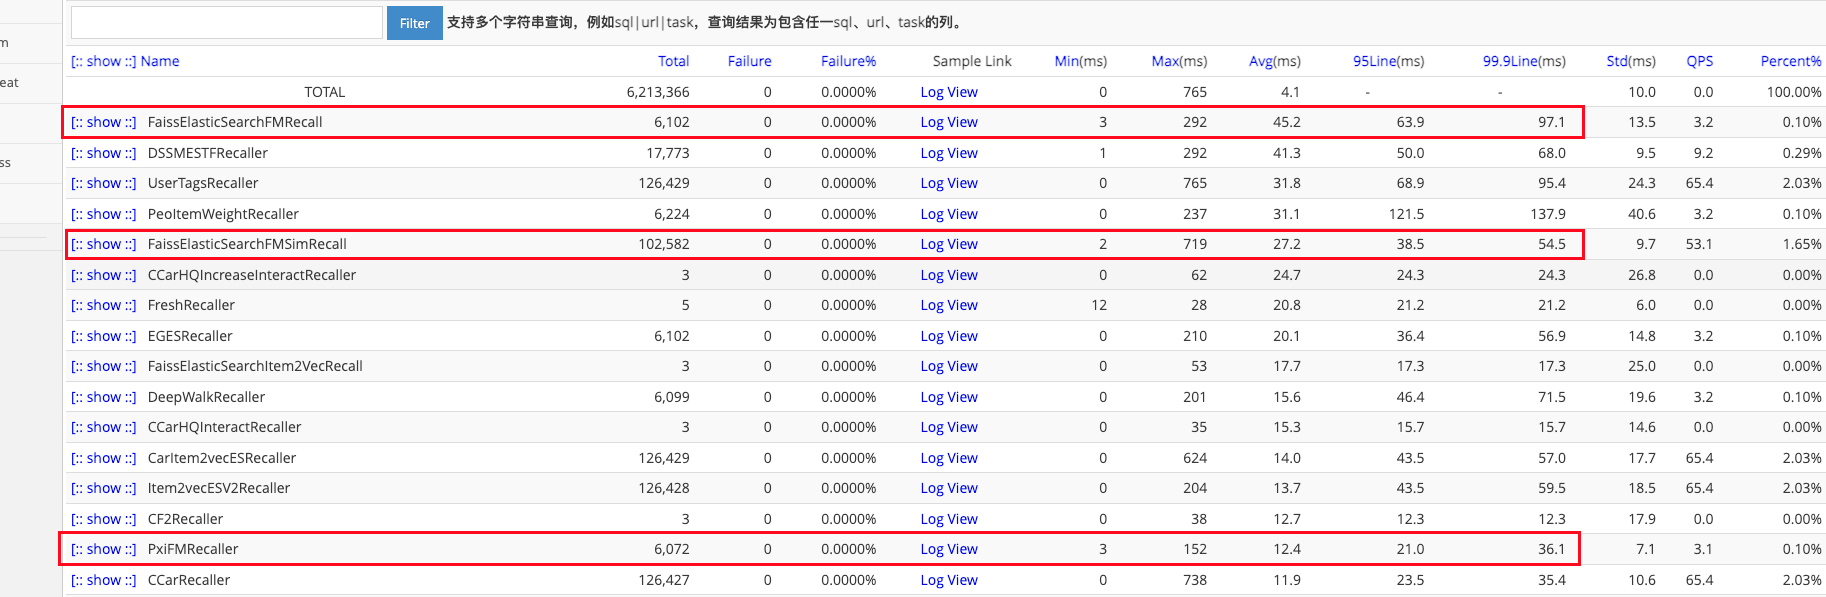 Filter 支持多个字符串查询，例如sql|url|task，查询结果为包含任一sql、url、task的列。
m
[:: show ::] Name Total Failure Failure% Sample Link Min(ms) Max(ms) Avg(ms) 95Line(ms) 99.9Line(ms) Std(ms) QPS Percent%
eat
TOTAL 6,213,366 0 0.0000% Log View 0 765 4.1 - - 10.0 0.0 100.00%
[:: show ::] FaissElasticSearchFMRecall 6,102 0 0.0000% Log View 3 292 45.2 63.9 97.1 13.5 3.2 0.10%
[:: show ::] DSSMESTFRecaller 17,773 0 0.0000% Log View 1 292 41.3 50.0 68.0 9.5 9.2 0.29%
ss
[:: show ::] UserTagsRecaller 126,429 0 0.0000% Log View 0 765 31.8 68.9 95.4 24.3 65.4 2.03%
[:: show ::] PeoItemWeightRecaller 6,224 0 0.0000% Log View 0 237 31.1 121.5 137.9 40.6 3.2 0.10%
[:: show ::] FaissElasticSearchFMSimRecall 102,582 0 0.0000% Log View 2 719 27.2 38.5 54.5 9.7 53.1 1.65%
[:: show ::] CCarHQIncreaseInteractRecaller 3 0 0.0000% Log View 0 62 24.7 24.3 24.3 26.8 0.0 0.00%
[:: show ::] FreshRecaller 5 0 0.0000% Log View 12 28 20.8 21.2 21.2 6.0 0.0 0.00%
[:: show ::] EGESRecaller 6,102 0 0.0000% Log View 0 210 20.1 36.4 56.9 14.8 3.2 0.10%
[:: show ::] FaissElasticSearchItem2VecRecall 3 0 0.0000% Log View 0 53 17.7 17.3 17.3 25.0 0.0 0.00%
[:: show ::] DeepWalkRecaller 6,099 0 0.0000% Log View 0 201 15.6 46.4 71.5 19.6 3.2 0.10%
[:: show ::] CCarHQInteractRecaller 3 0 0.0000% Log View 0 35 15.3 15.7 15.7 14.6 0.0 0.00%
[:: show ::] CarItem2vecESRecaller 126,429 0 0.0000% Log View 0 624 14.0 43.5 57.0 17.7 65.4 2.03%
[:: show ::] Item2vecESV2Recaller 126,428 0 0.0000% Log View 0 204 13.7 43.5 59.5 18.5 65.4 2.03%
[:: show ::] CF2Recaller 3 0 0.0000% Log View 0 38 12.7 12.3 12.3 17.9 0.0 0.00%
[:: show ::] PxiFMRecaller 6,072 0 0.0000% Log View 3 152 12.4 21.0 36.1 7.1 3.1 0.10%
[:: show ::] CCarRecaller 126,427 0 0.0000% Log View 0 738 11.9 23.5 35.4 10.6 65.4 2.03%